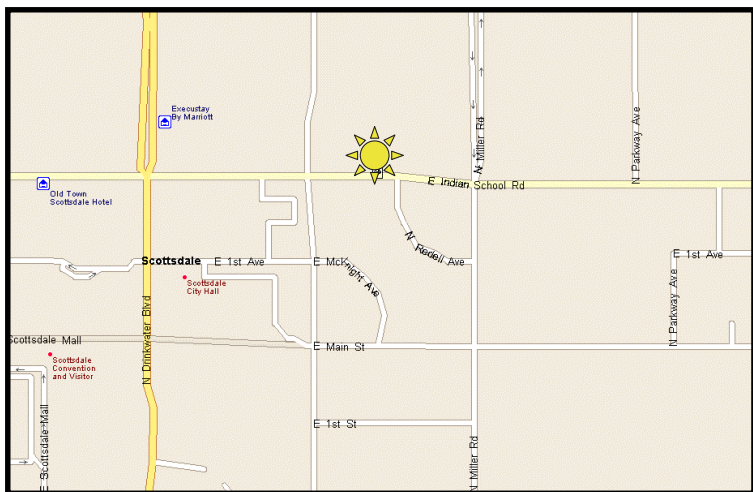 Execustay
By Marriott
N Miller Rd
N Parkway Ave
E Indian School Rd
Old Town
Scottsdale Hotel
N Redell Ave
Scottsdale
E 1st Ave
E McKnight Ave
E 1st Ave
Scottsdale
City Hall
N Drinkwater Blvd
N Parkway Ave
Scottsdale Mall
E Main St
Scottsdale
Convention
and Visitor
E Scottsdale Mall
E 1st St
N Miller Rd